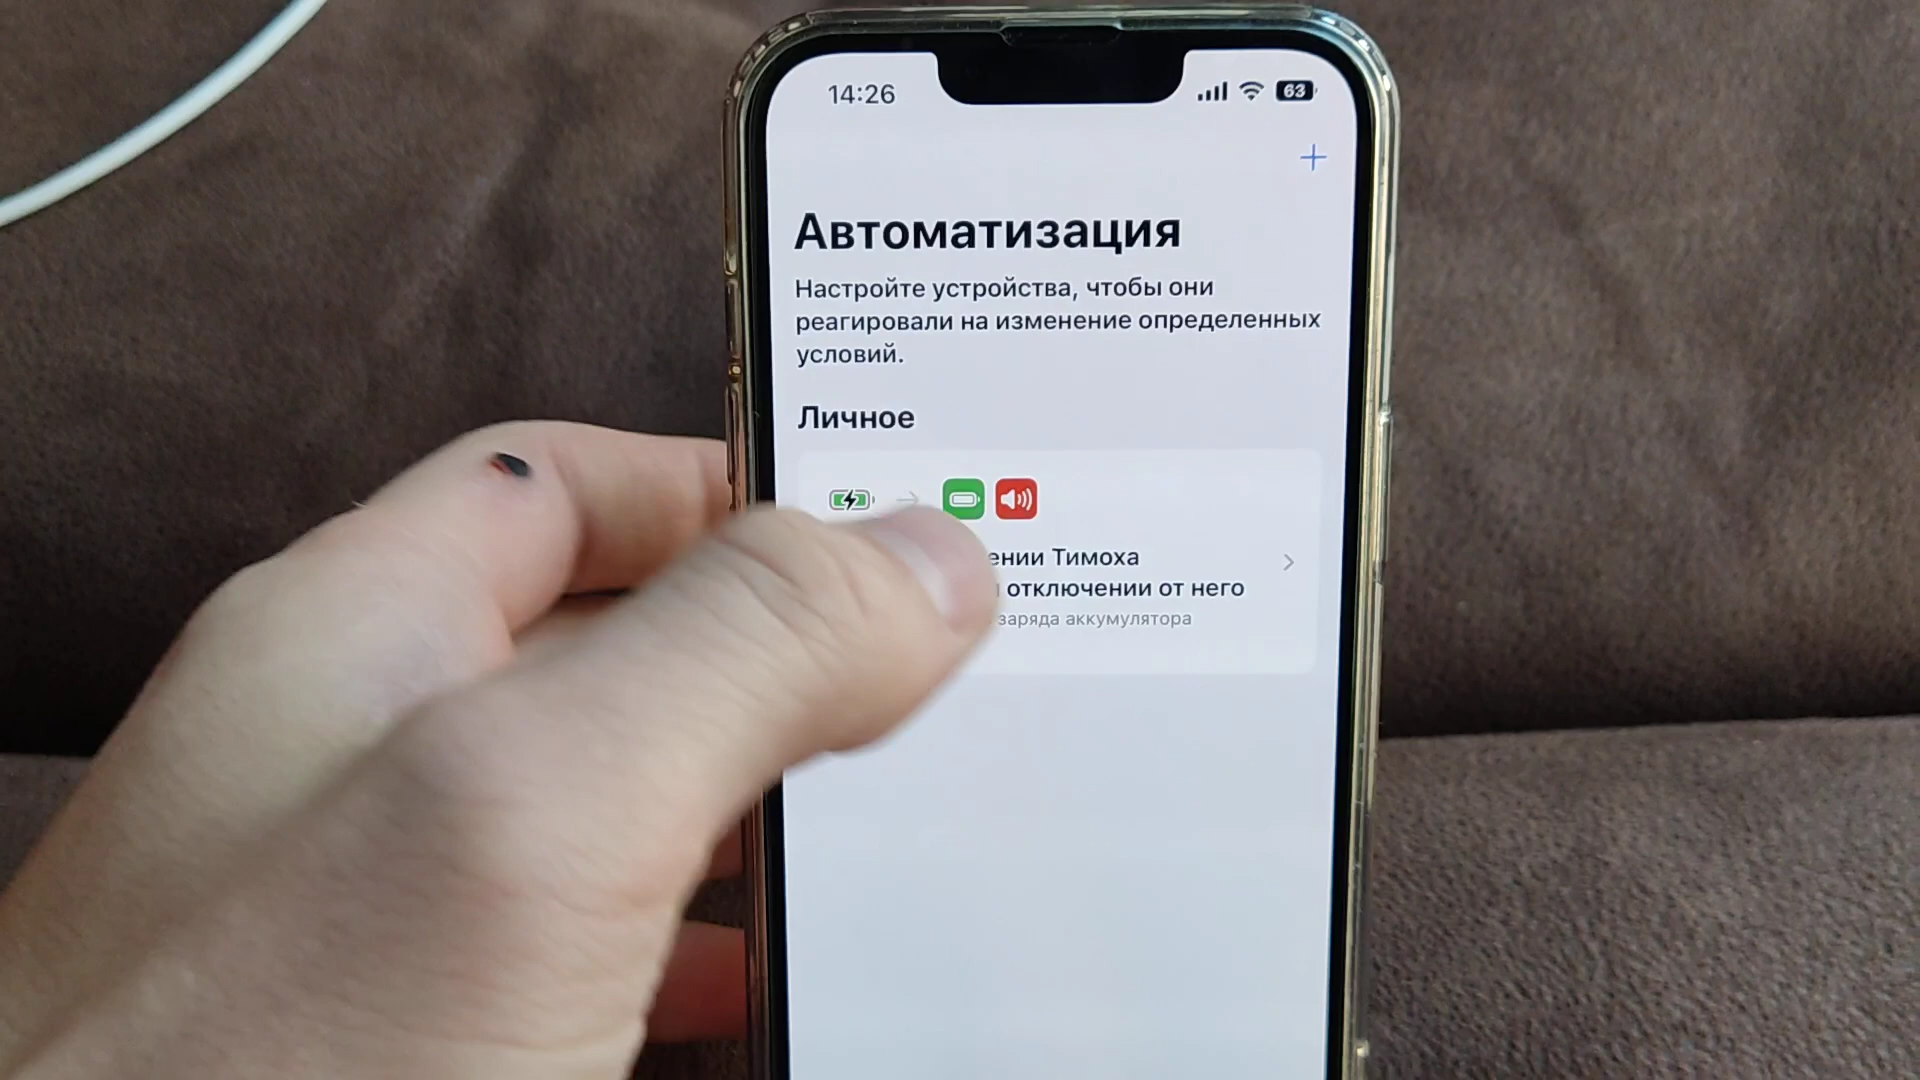 14:26
63
Автоматизация
Настройте устройства, чтобы они
реагировали на изменение определенных
условий.
Личное
Тимоха
отключении от него
заряда аккумулятора